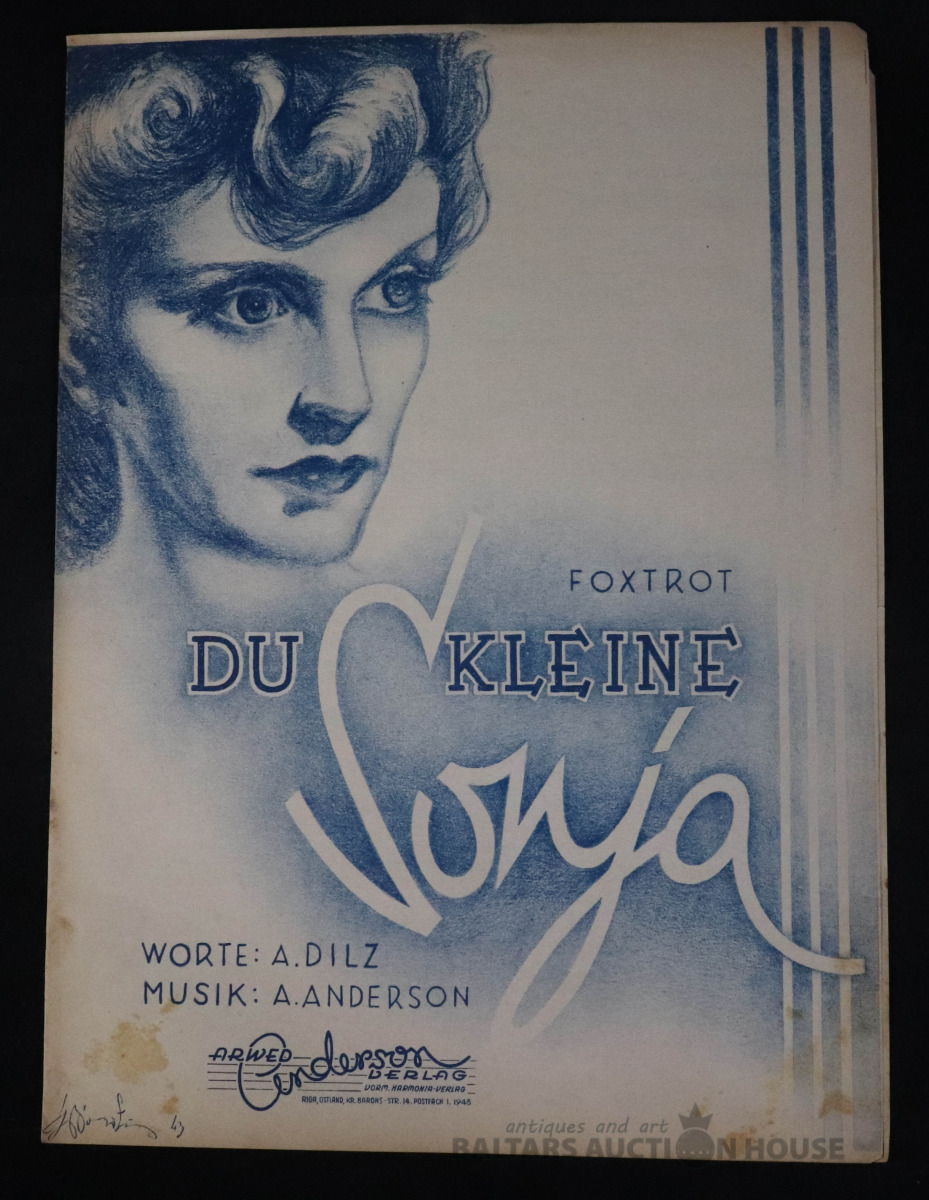 FOXTROT
DU KLEINE
Sonja
WORTE: A. DILZ
MUSIK: A. ANDERSON
ARWED Anderson
VERLAG
VORM. HARMONIA-VERLAG
RIGA, OSTLAND, KR. BARONS-STR. 14. POSTFACH 1, 1943
43
antiques and art
BALTARS AUCTION HOUSE